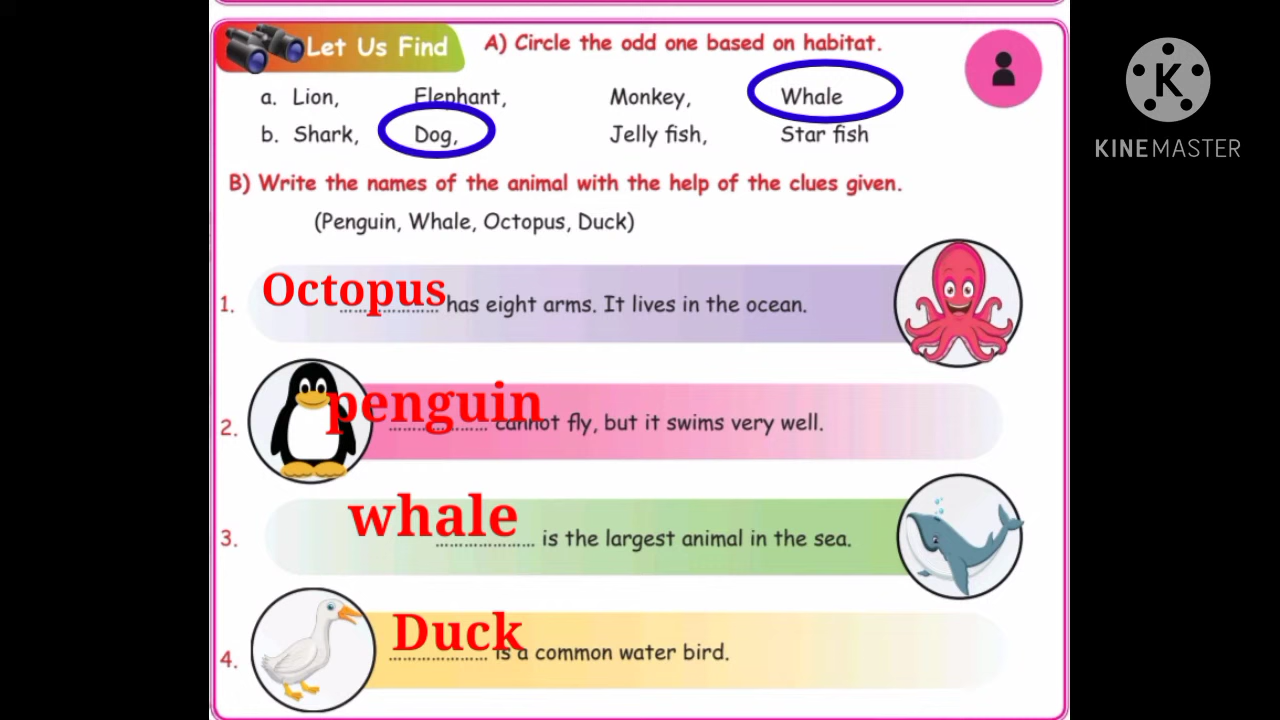 Let Us Find
A) Circle the odd one based on habitat.
a. Lion, Elephant, Monkey, Whale
b. Shark, Dog, Jelly fish, Star fish
B) Write the names of the animal with the help of the clues given.
(Penguin, Whale, Octopus, Duck)
1. Octopus has eight arms. It lives in the ocean.
2. penguin cannot fly, but it swims very well.
3. whale is the largest animal in the sea.
4. Duck is a common water bird.
K
KINEMASTER